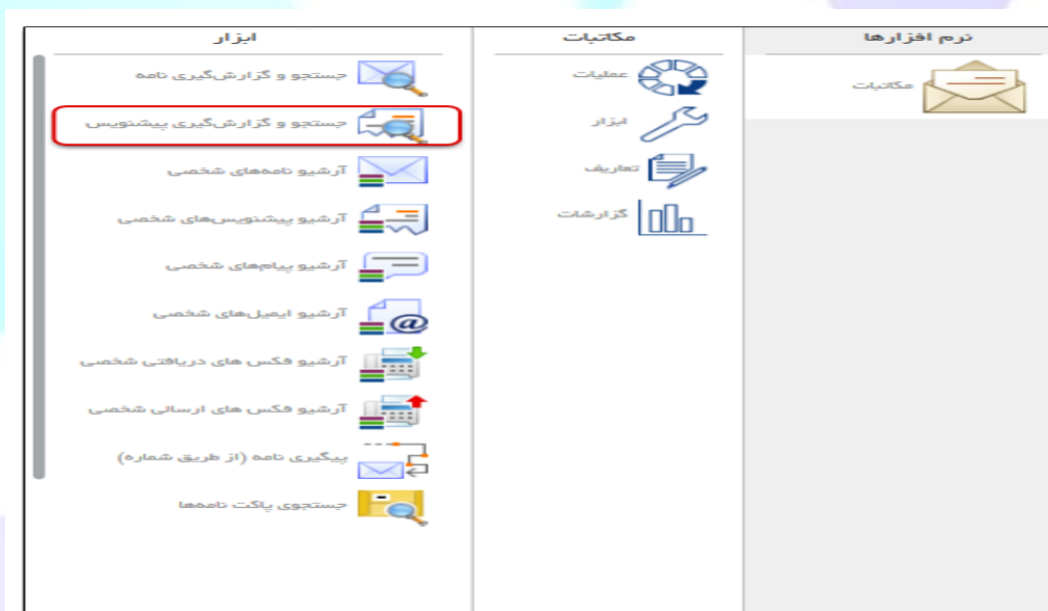 نرم افزارها
مکاتبات
مکاتبات
عملیات
ابزار
تعاریف
گزارشات
ابزار
جستجو و گزارش‌گیری نامه
جستجو و گزارش‌گیری پیشنویس
آرشیو نامه‌های شخصی
آرشیو پیشنویس‌های شخصی
آرشیو پیام‌های شخصی
آرشیو ایمیل‌های شخصی
آرشیو فکس های دریافتی شخصی
آرشیو فکس های ارسالی شخصی
پیگیری نامه (از طریق شماره)
جستجوی پاکت نامه‌ها